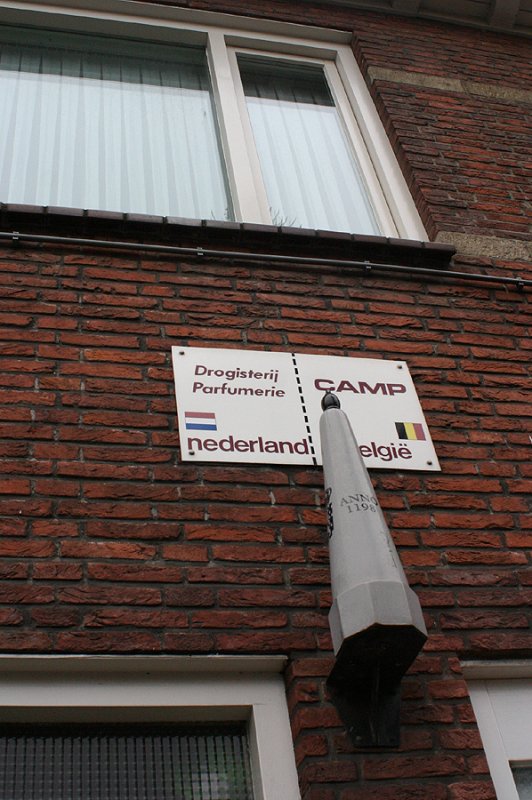 Drogisterij
Parfumerie
CAMP
nederland
elgië
ANNO
1198